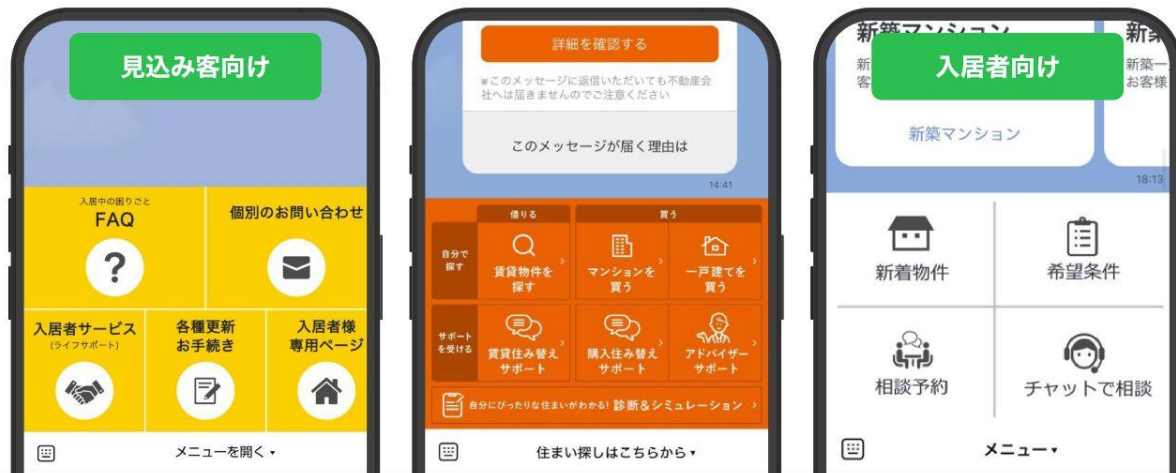 見込み客向け
入居中の困りごと
FAQ
?
個別のお問い合わせ
入居者サービス
(ライフサポート)
各種更新
お手続き
入居者様
専用ページ
メニューを開く▾
詳細を確認する
※このメッセージに返信いただいても不動産会
社へは届きませんのでご注意ください
このメッセージが届く理由は
14:41
借りる
買う
自分で
探す
賃貸物件を
探す
マンションを
買う
一戸建てを
買う
サポート
を受ける
賃貸住み替え
サポート
購入住み替え
サポート
アドバイザー
サポート
自分にぴったりな住まいがわかる! 診断&シミュレーション
住まい探しはこちらから▾
入居者向け
新築マンション
新築
新築一
お客様
新築マンション
18:13
新着物件
希望条件
相談予約
チャットで相談
メニュー▾